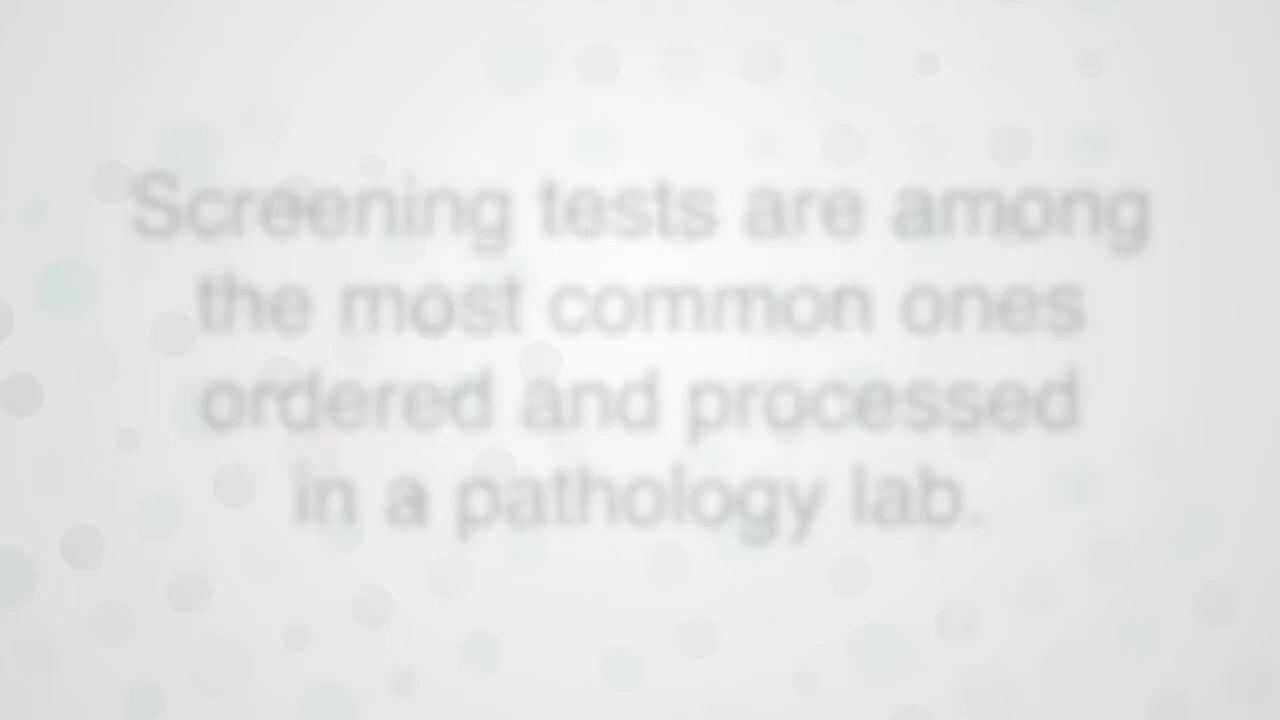 Screening tests are among
the most common ones
ordered and processed
in a pathology lab.